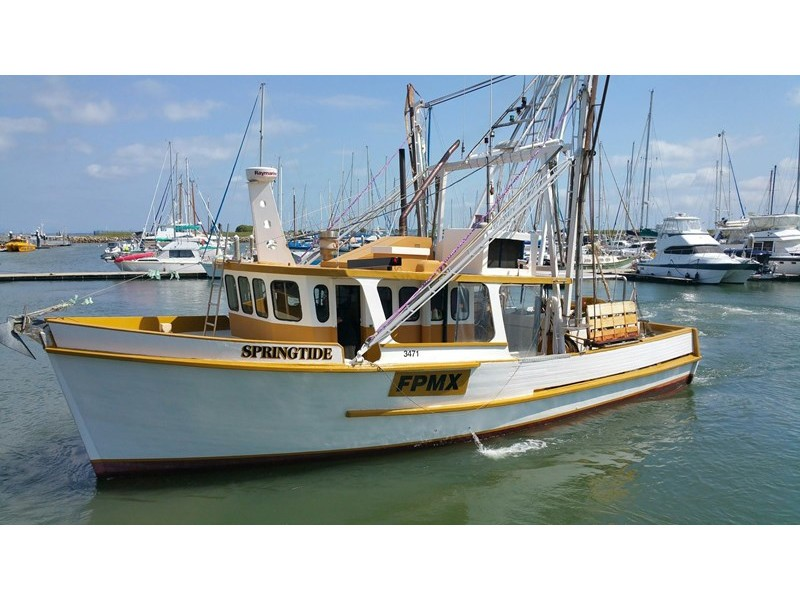 Raymarine
SPRINGTIDE
3471
FPMX